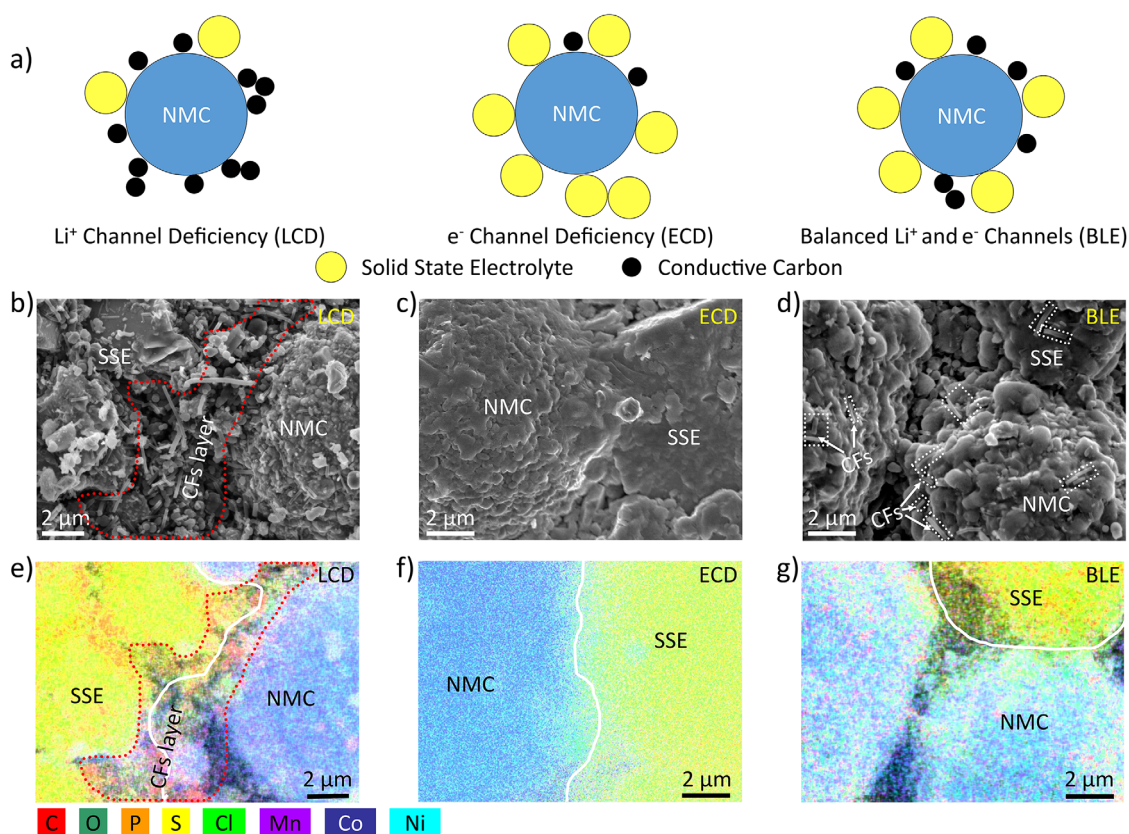 a)
NMC
NMC
NMC
Li⁺ Channel Deficiency (LCD)
e⁻ Channel Deficiency (ECD)
Balanced Li⁺ and e⁻ Channels (BLE)
Solid State Electrolyte
Conductive Carbon
b)
LCD
SSE
CFs layer
NMC
2 μm
c)
ECD
NMC
SSE
2 μm
d)
BLE
SSE
CFs
CFs
NMC
2 μm
e)
LCD
SSE
NMC
CFs layer
2 μm
f)
ECD
SSE
NMC
2 μm
g)
BLE
SSE
NMC
2 μm
C O P S Cl Mn Co Ni